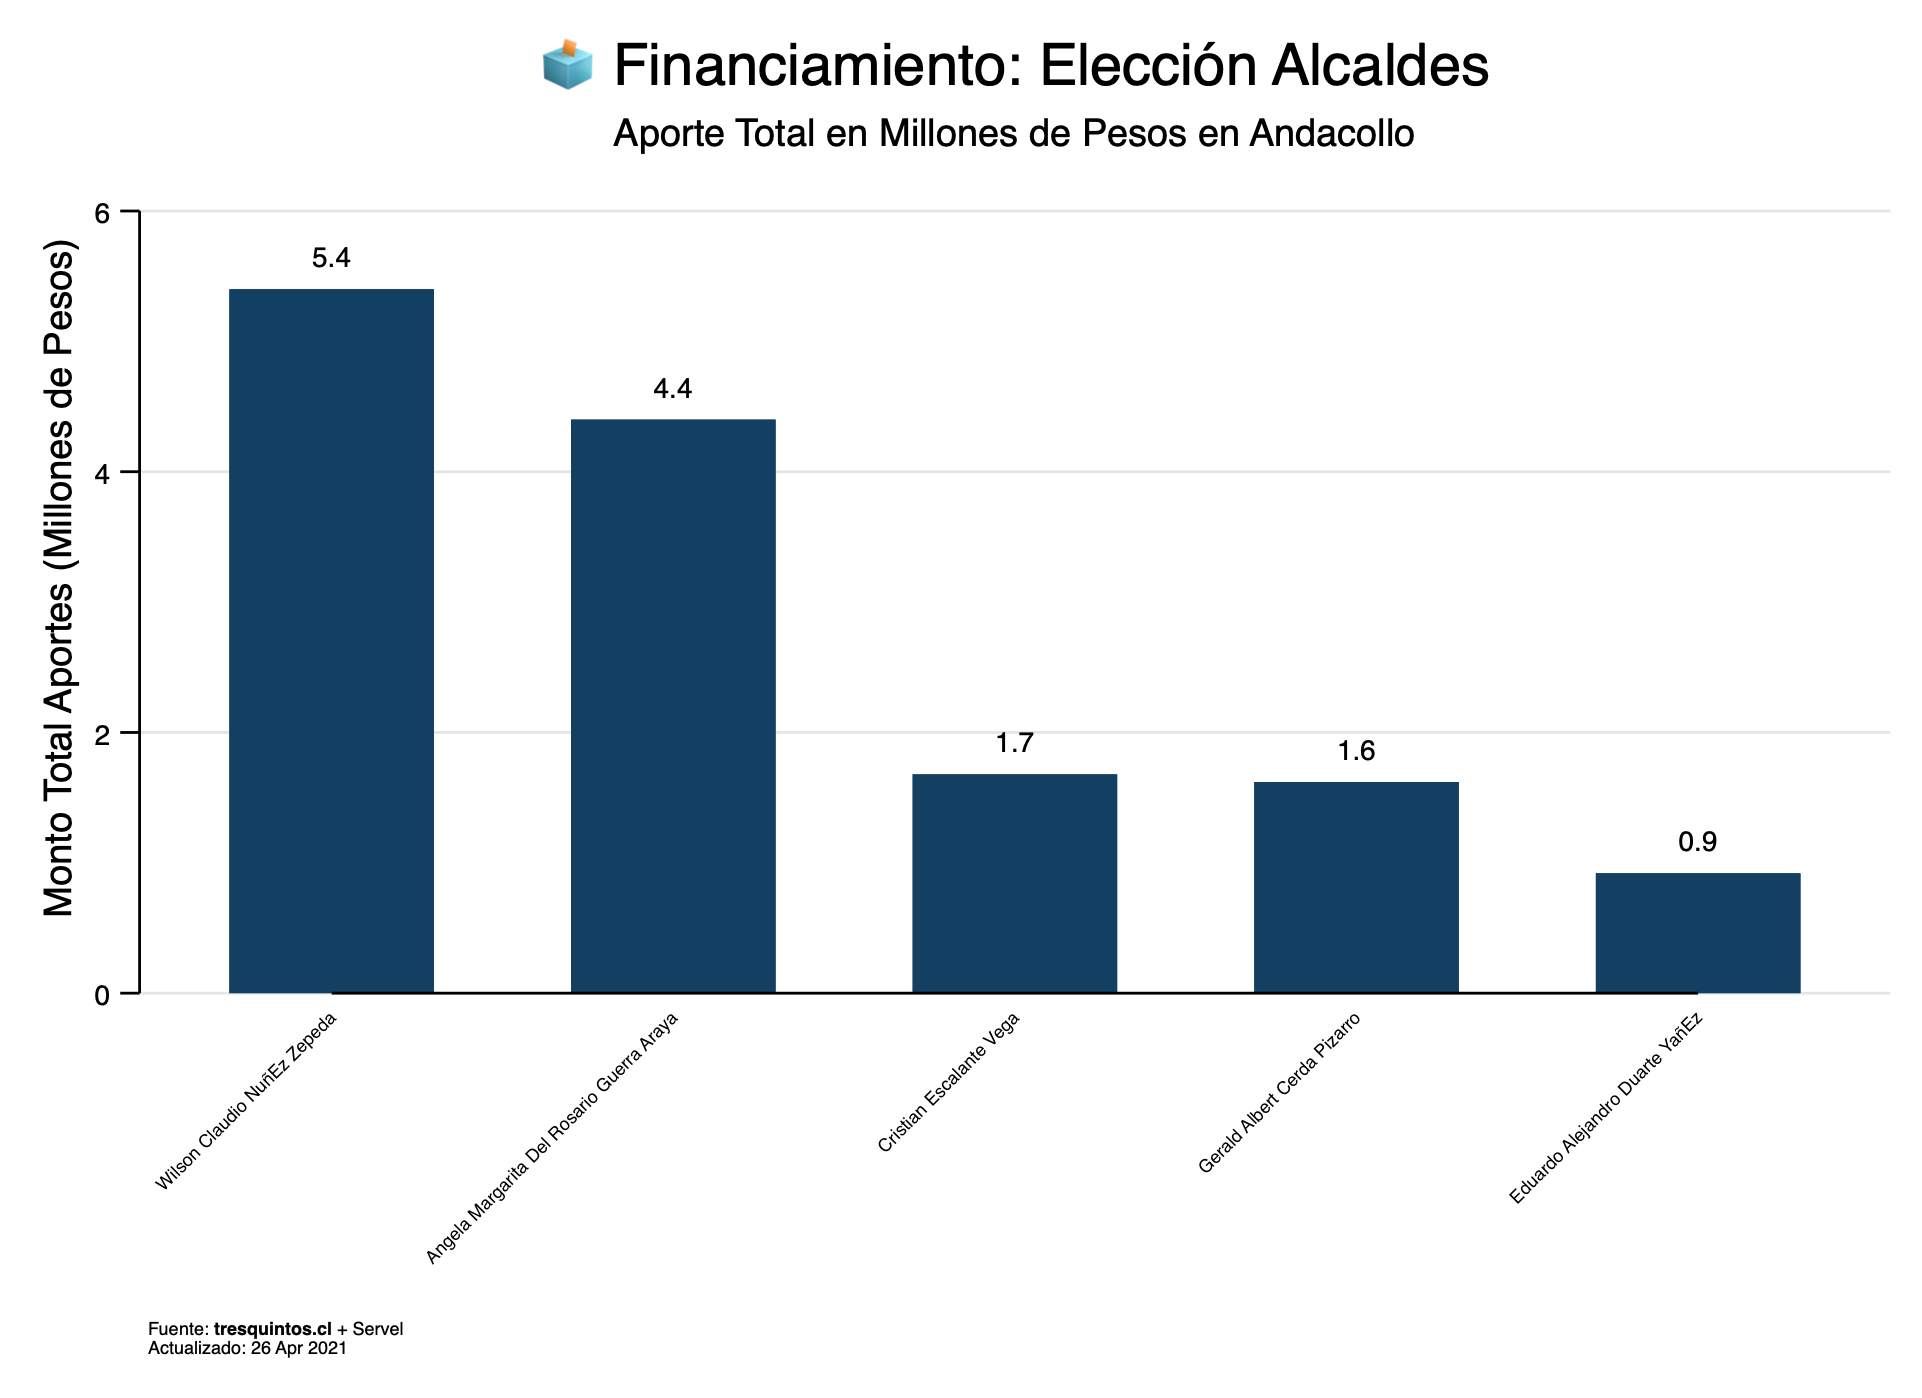 Financiamiento: Elección Alcaldes
Aporte Total en Millones de Pesos en Andacollo
Monto Total Aportes (Millones de Pesos)
6
4
2
0
5.4
4.4
1.7
1.6
0.9
Wilson Claudio NuñEz Zepeda
Angela Margarita Del Rosario Guerra Araya
Cristian Escalante Vega
Gerald Albert Cerda Pizarro
Eduardo Alejandro Duarte YañEz
Fuente: tresquintos.cl + Servel
Actualizado: 26 Apr 2021